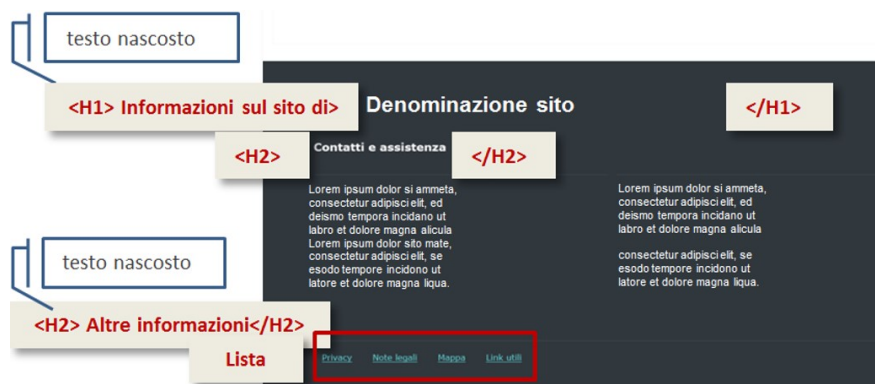 testo nascosto
<H1> Informazioni sul sito di>
Denominazione sito
</H1>
<H2>
Contatti e assistenza
</H2>
Lorem ipsum dolor si ammeta,
consectetur adipisci elit, ed
deismo tempora incidano ut
labro et dolore magna alicula
Lorem ipsum dolor sito mate,
consectetur adipisci elit, se
esodo tempore incidono ut
latore et dolore magna liqua.
Lorem ipsum dolor si ammeta,
consectetur adipisci elit, ed
deismo tempora incidano ut
labro et dolore magna alicula
consectetur adipisci elit, se
esodo tempore incidono ut
latore et dolore magna liqua.
testo nascosto
<H2> Altre informazioni</H2>
Lista
Privacy Note legali Mappa Link utili